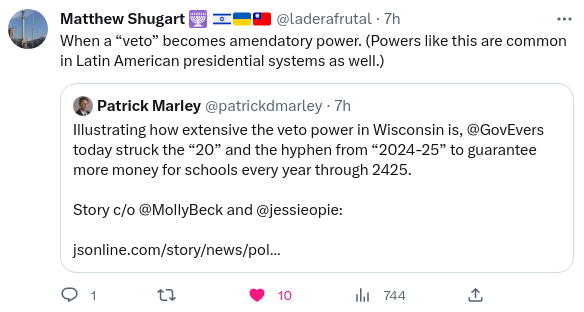 Matthew Shugart 🕎 🇮🇱🇺🇦🇹🇼 @laderafrutal · 7h
When a “veto” becomes amendatory power. (Powers like this are common
in Latin American presidential systems as well.)
Patrick Marley @patrickdmarley · 7h
Illustrating how extensive the veto power in Wisconsin is, @GovEvers
today struck the “20” and the hyphen from “2024-25” to guarantee
more money for schools every year through 2425.
Story c/o @MollyBeck and @jessieopie:
jsonline.com/story/news/pol…
1 10 744